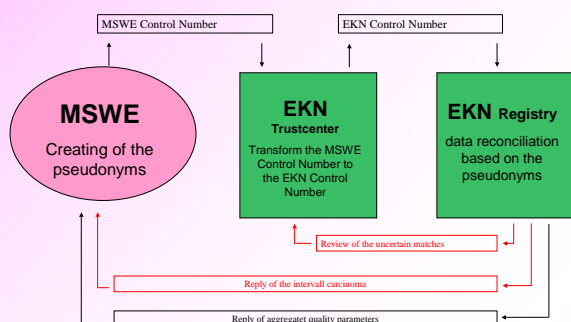 MSWE Control Number
EKN Control Number
MSWE
Creating of the
pseudonyms
EKN
Trustcenter
Transform the MSWE
Control Number to
the EKN Control
Number
EKN Registry
data reconciliation
based on the
pseudonyms
Review of the uncertain matches
Reply of the intervall carcinoma
Reply of aggregatet quality parameters